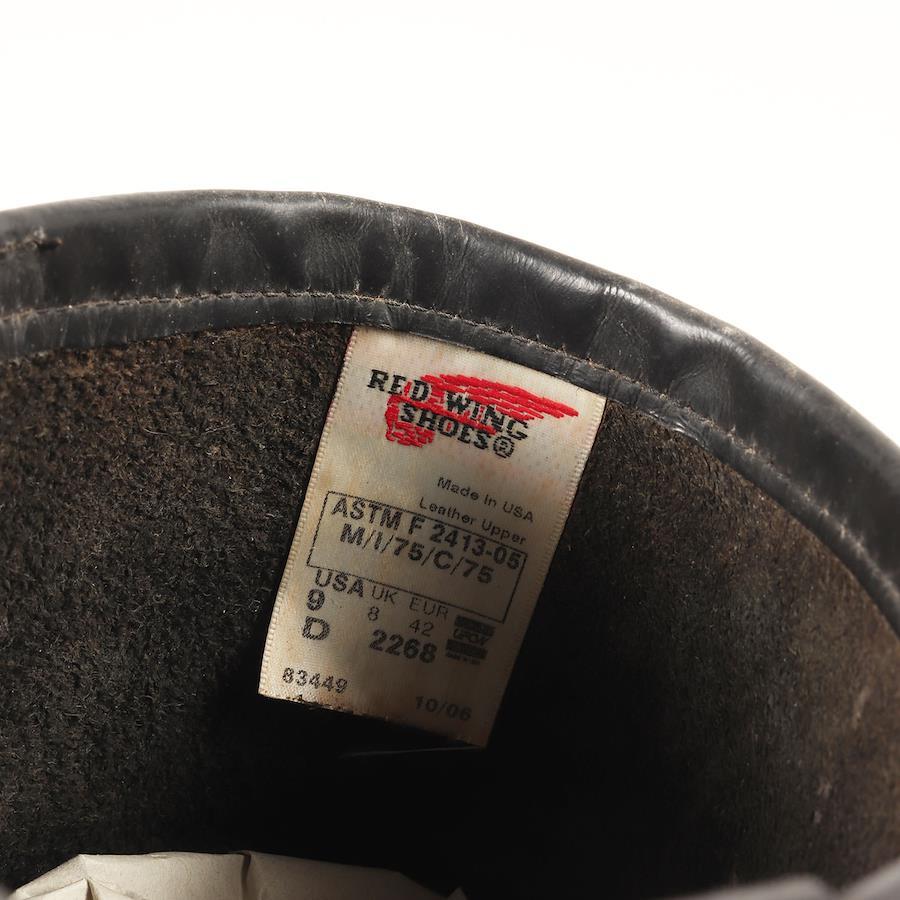 RED WING
SHOES®
Made in USA
Leather Upper
ASTM F 2413-05
M/I/75/C/75
USA UK EUR
9 8 42
D 2268
83449
10/06